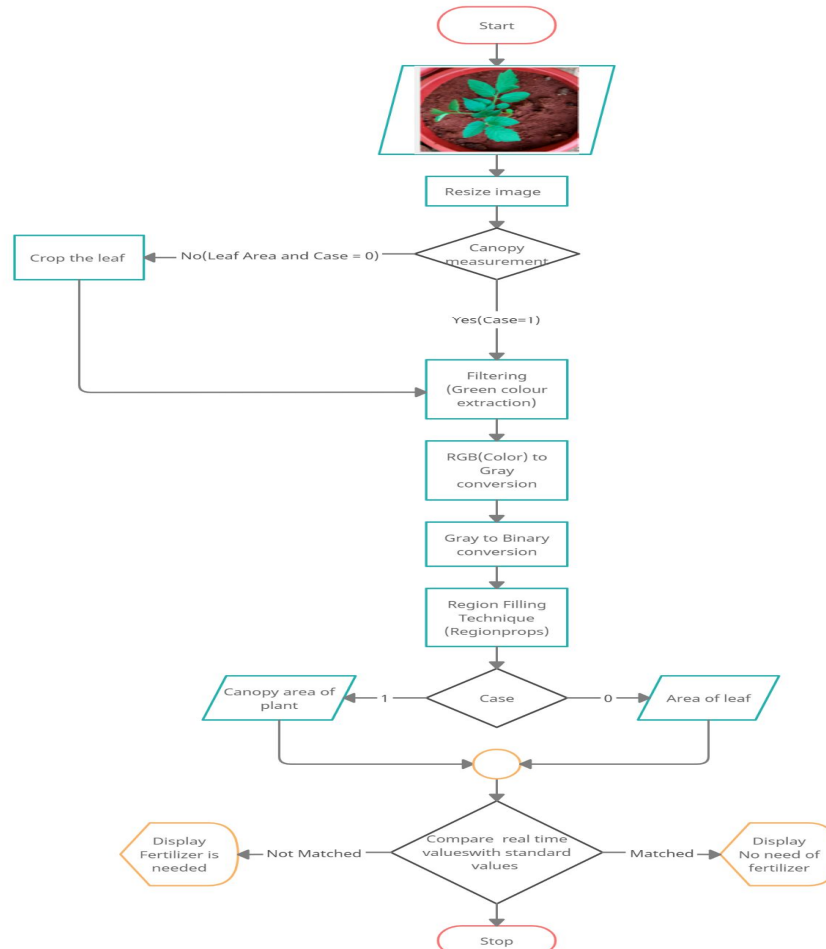 Start
Resize image
Canopy
measurement
No(Leaf Area and Case = 0)
Crop the leaf
Yes(Case=1)
Filtering
(Green colour
extraction)
RGB(Color) to
Gray
conversion
Gray to Binary
conversion
Region Filling
Technique
(Regionprops)
Canopy area of
plant
1
Case
0
Area of leaf
Display
Fertilizer is
needed
Not Matched
Compare real time
valueswith standard
values
Matched
Display
No need of
fertilizer
Stop